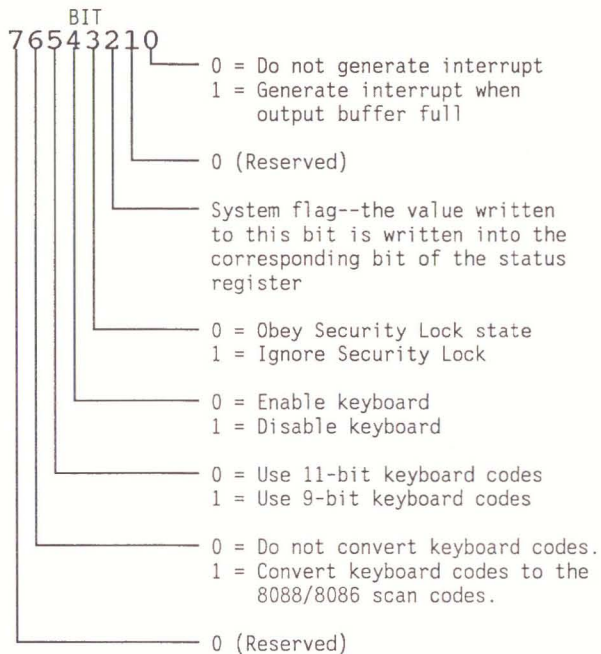 BIT
76543210
0 = Do not generate interrupt
1 = Generate interrupt when
output buffer full
0 (Reserved)
System flag--the value written
to this bit is written into the
corresponding bit of the status
register
0 = Obey Security Lock state
1 = Ignore Security Lock
0 = Enable keyboard
1 = Disable keyboard
0 = Use 11-bit keyboard codes
1 = Use 9-bit keyboard codes
0 = Do not convert keyboard codes.
1 = Convert keyboard codes to the
8088/8086 scan codes.
0 (Reserved)